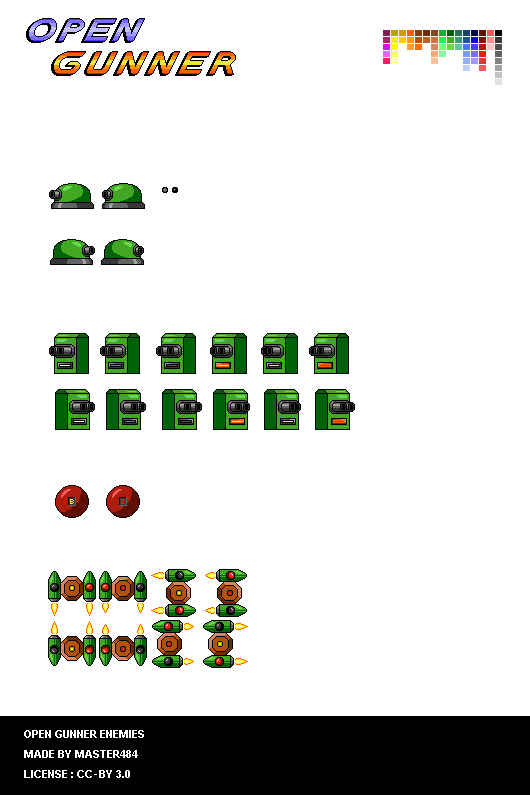 OPEN
GUNNER
B B
OPEN GUNNER ENEMIES
MADE BY MASTER484
LICENSE : CC-BY 3.0